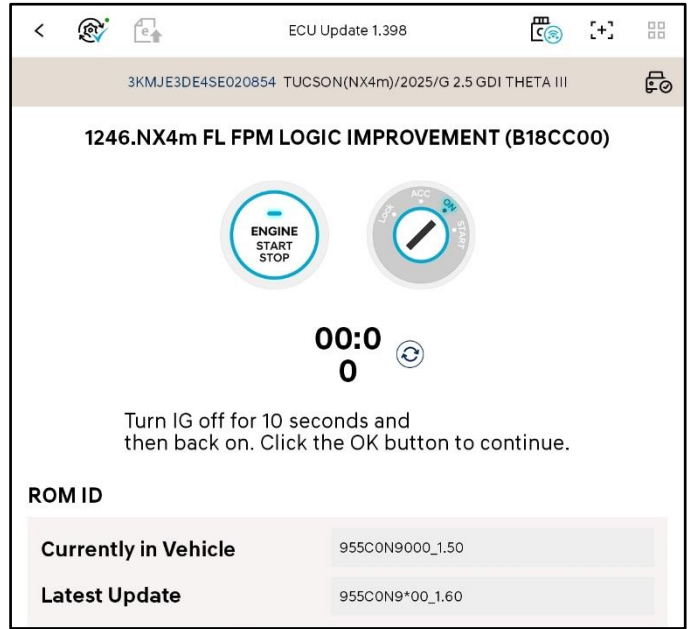 ECU Update 1.398
3KMJE3DE4SE020854 TUCSON(NX4m)/2025/G 2.5 GDI THETA III
1246.NX4m FL FPM LOGIC IMPROVEMENT (B18CC00)
ENGINE
START
STOP
Lock ACC ON START
00:0
0
Turn IG off for 10 seconds and
then back on. Click the OK button to continue.
ROM ID
Currently in Vehicle 955C0N9000_1.50
Latest Update 955C0N9*00_1.60